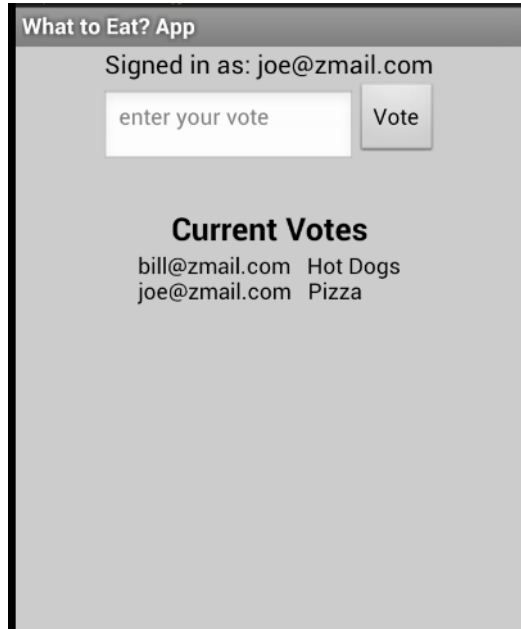 What to Eat? App
Signed in as: joe@zmail.com
enter your vote Vote
Current Votes
bill@zmail.com Hot Dogs
joe@zmail.com Pizza